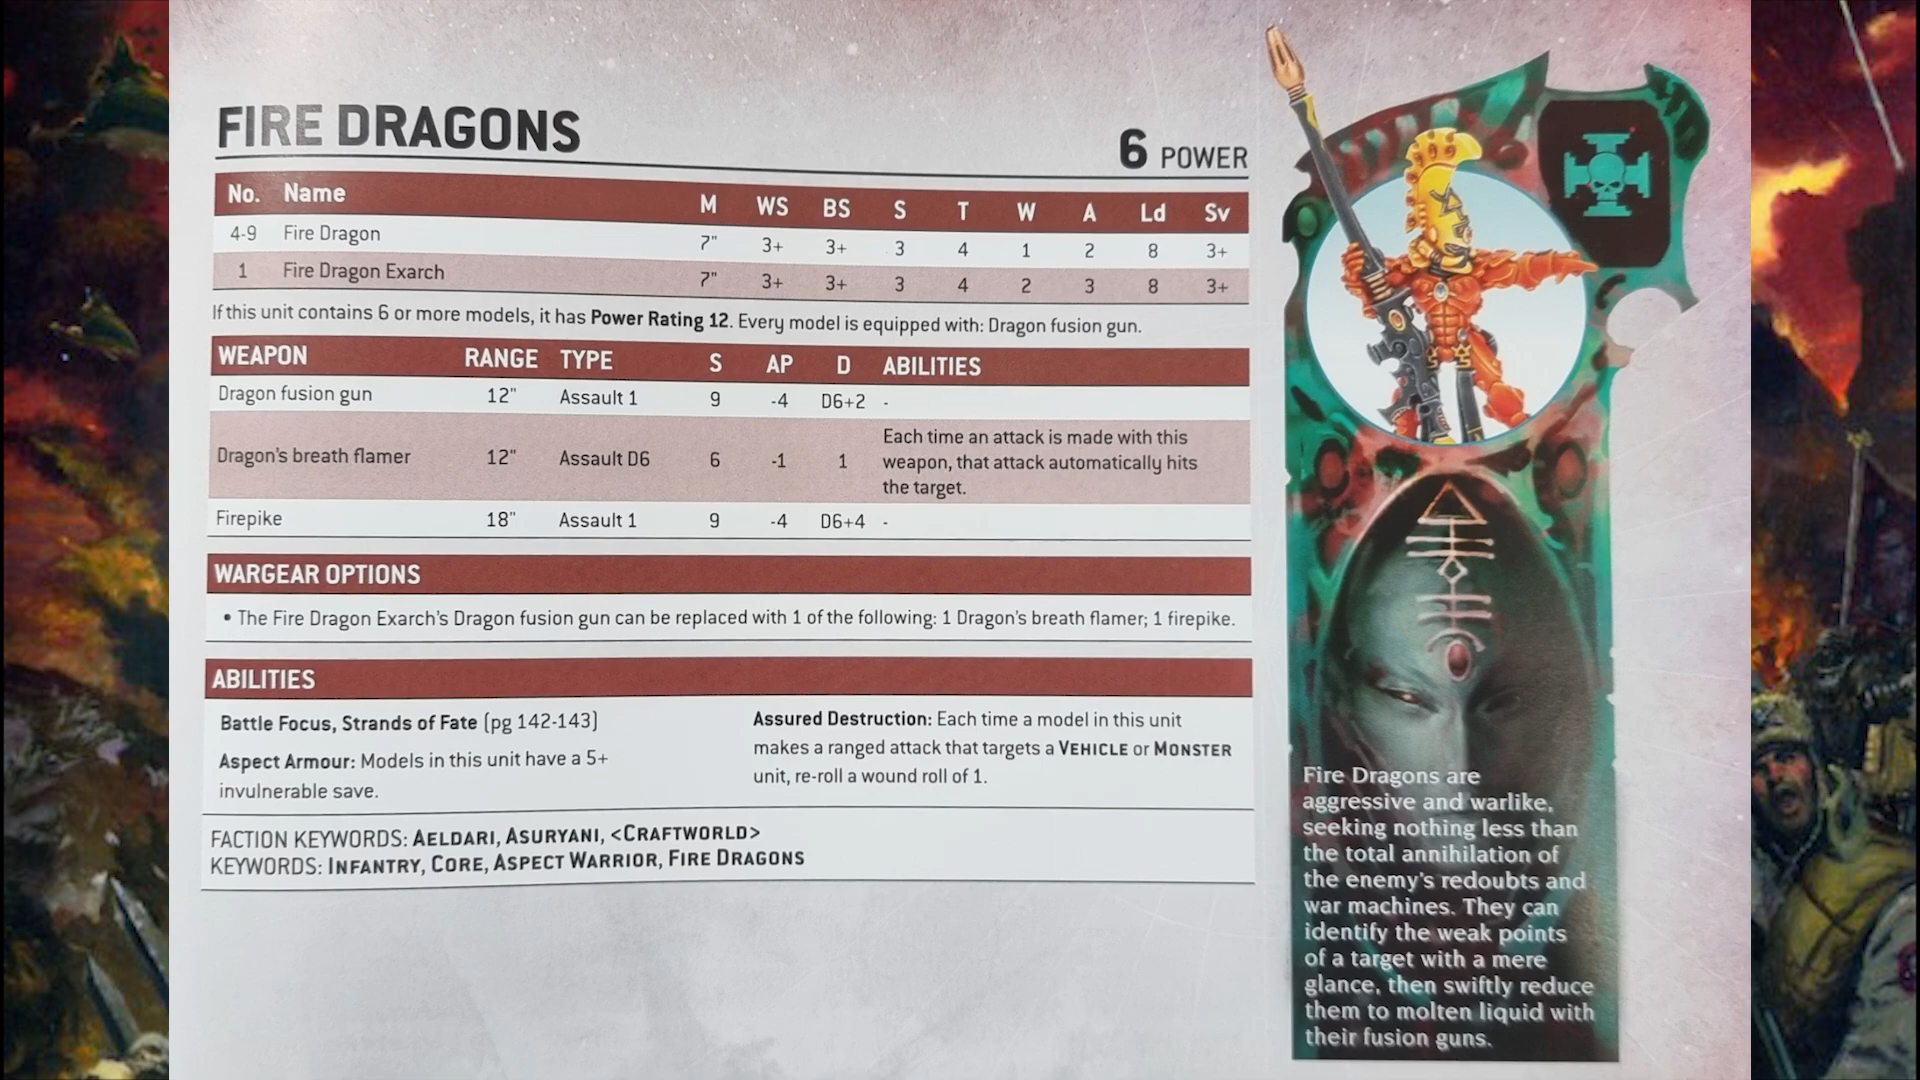 FIRE DRAGONS
6 POWER
No. Name M WS BS S T W A Ld Sv
4-9 Fire Dragon 7" 3+ 3+ 3 4 1 2 8 3+
1 Fire Dragon Exarch 7" 3+ 3+ 3 4 2 3 8 3+
If this unit contains 6 or more models, it has Power Rating 12. Every model is equipped with: Dragon fusion gun.
WEAPON RANGE TYPE S AP D ABILITIES
Dragon fusion gun 12" Assault 1 9 -4 D6+2 -
Dragon's breath flamer 12" Assault D6 6 -1 1 Each time an attack is made with this
weapon, that attack automatically hits
the target.
Firepike 18" Assault 1 9 -4 D6+4 -
WARGEAR OPTIONS
• The Fire Dragon Exarch's Dragon fusion gun can be replaced with 1 of the following: 1 Dragon's breath flamer; 1 firepike.
ABILITIES
Battle Focus, Strands of Fate (pg 142-143)
Aspect Armour: Models in this unit have a 5+
invulnerable save.
Assured Destruction: Each time a model in this unit
makes a ranged attack that targets a VEHICLE or MONSTER
unit, re-roll a wound roll of 1.
FACTION KEYWORDS: AELDARI, ASURYANI, <CRAFTWORLD>
KEYWORDS: INFANTRY, CORE, ASPECT WARRIOR, FIRE DRAGONS
Fire Dragons are
aggressive and warlike,
seeking nothing less than
the total annihilation of
the enemy's redoubts and
war machines. They can
identify the weak points
of a target with a mere
glance, then swiftly reduce
them to molten liquid with
their fusion guns.